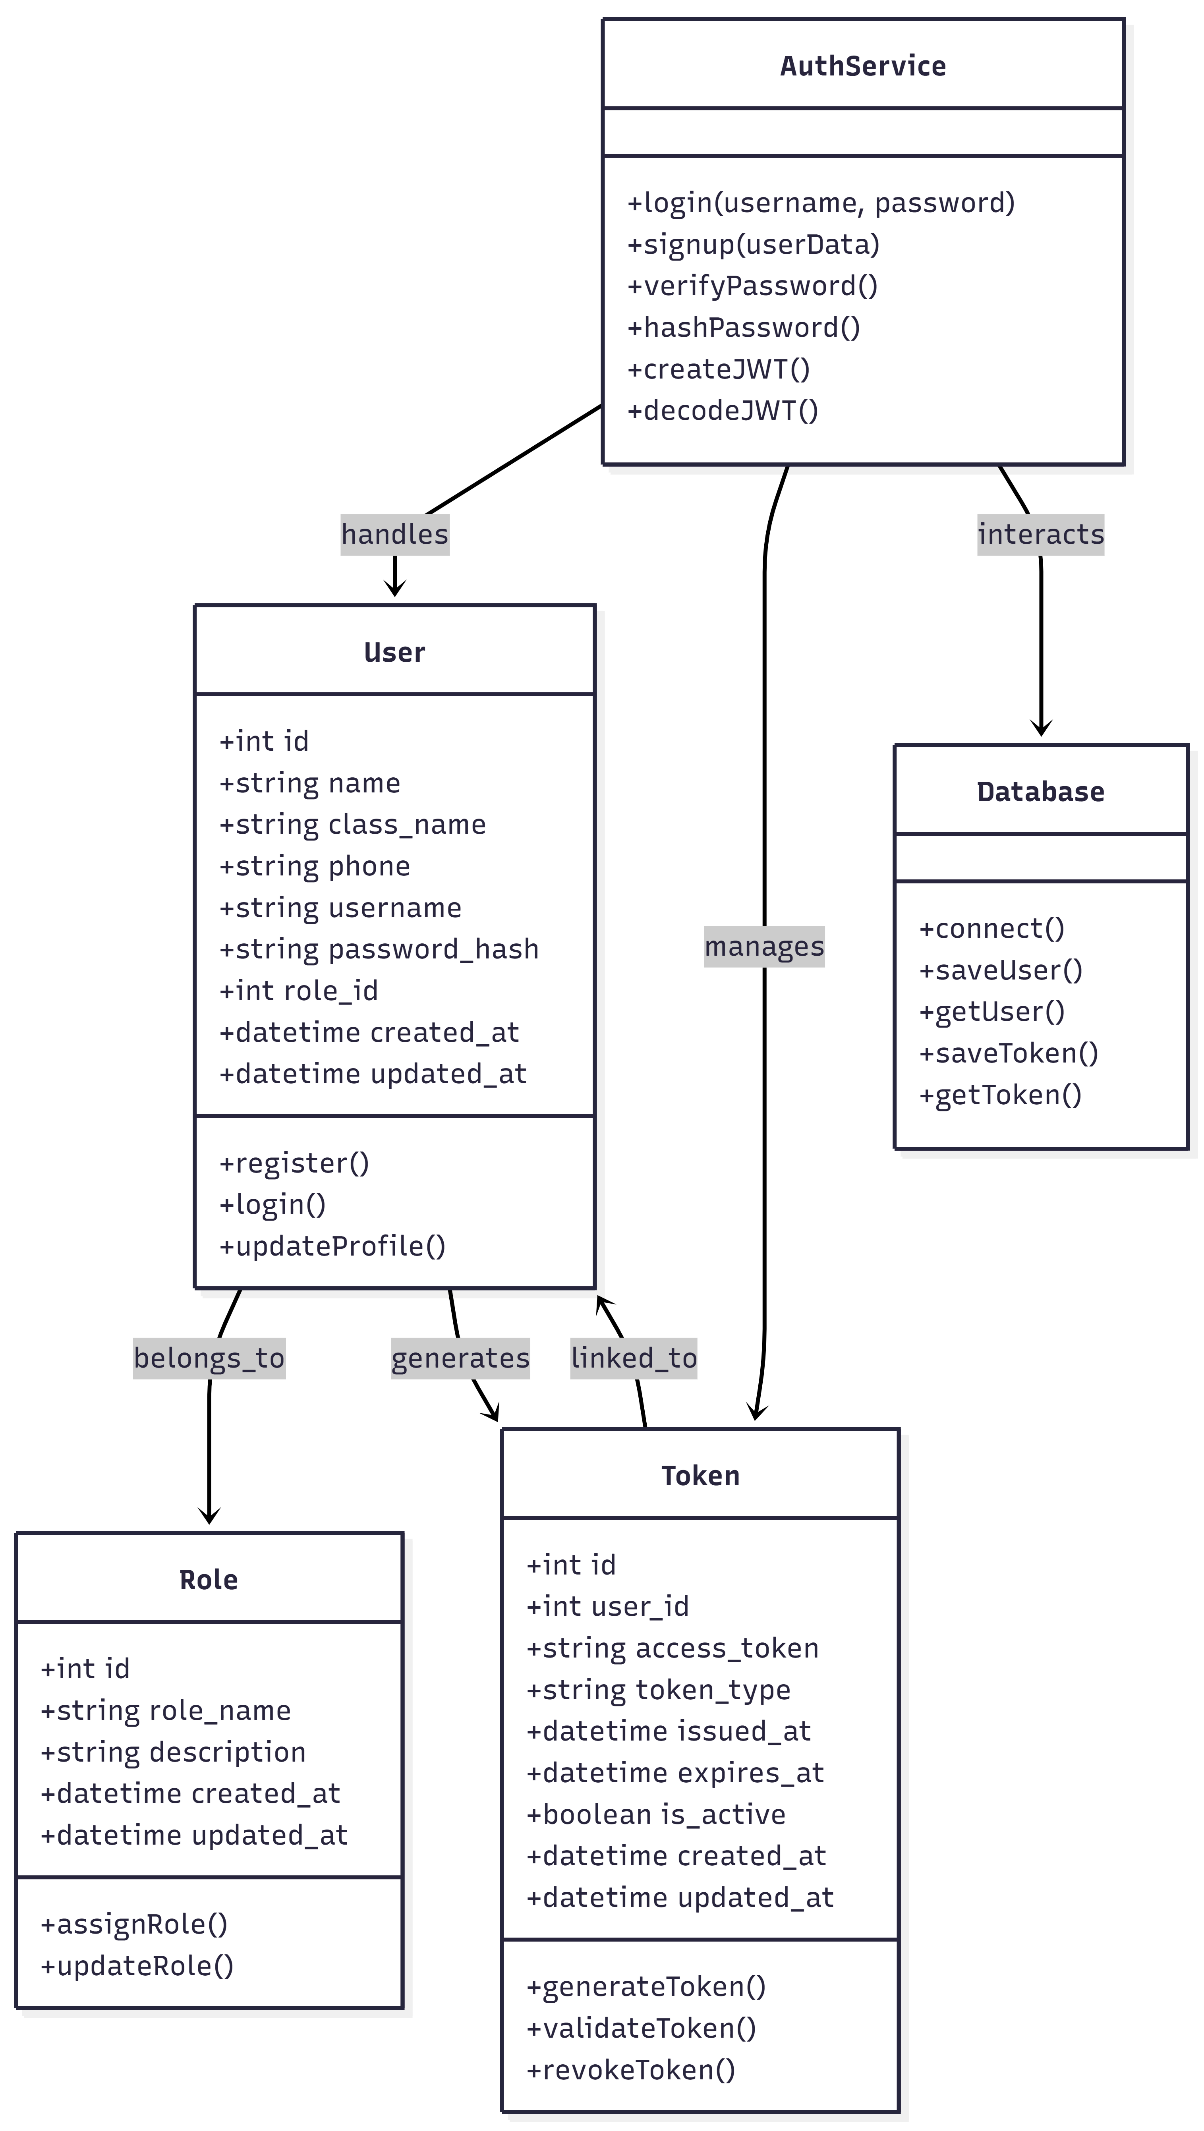 AuthService
+login(username, password)
+signup(userData)
+verifyPassword()
+hashPassword()
+createJWT()
+decodeJWT()
handles
interacts
User
+int id
+string name
+string class_name
+string phone
+string username
+string password_hash
+int role_id
+datetime created_at
+datetime updated_at
+register()
+login()
+updateProfile()
manages
Database
+connect()
+saveUser()
+getUser()
+saveToken()
+getToken()
belongs_to
generates
linked_to
Role
+int id
+string role_name
+string description
+datetime created_at
+datetime updated_at
+assignRole()
+updateRole()
Token
+int id
+int user_id
+string access_token
+string token_type
+datetime issued_at
+datetime expires_at
+boolean is_active
+datetime created_at
+datetime updated_at
+generateToken()
+validateToken()
+revokeToken()